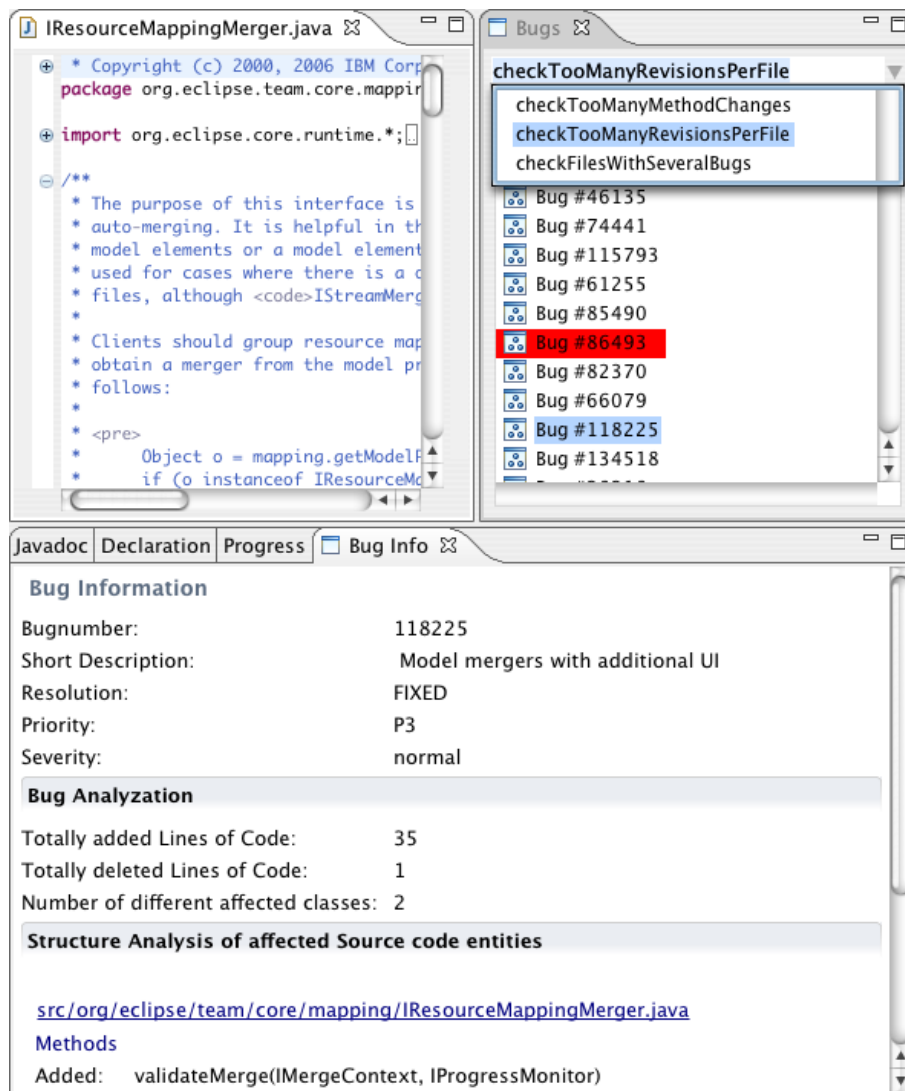 IResourceMappingMerger.java
* Copyright (c) 2000, 2006 IBM Corp
package org.eclipse.team.core.mappin
import org.eclipse.core.runtime.*;
/**
* The purpose of this interface is
* auto-merging. It is helpful in th
* model elements or a model element
* used for cases where there is a
* files, although <code>IStreamMerg
*
* Clients should group resource map
* obtain a merger from the model pr
* follows:
*
* <pre>
* Object o = mapping.getModelP
* if (o instanceof IResourceMa
Bugs
checkTooManyRevisionsPerFile
checkTooManyMethodChanges
checkTooManyRevisionsPerFile
checkFilesWithSeveralBugs
Bug #46135
Bug #74441
Bug #115793
Bug #61255
Bug #85490
Bug #86493
Bug #82370
Bug #66079
Bug #118225
Bug #134518
Javadoc Declaration Progress Bug Info
Bug Information
Bugnumber: 118225
Short Description: Model mergers with additional UI
Resolution: FIXED
Priority: P3
Severity: normal
Bug Analyzation
Totally added Lines of Code: 35
Totally deleted Lines of Code: 1
Number of different affected classes: 2
Structure Analysis of affected Source code entities
src/org/eclipse/team/core/mapping/IResourceMappingMerger.java
Methods
Added: validateMerge(IMergeContext, IProgressMonitor)